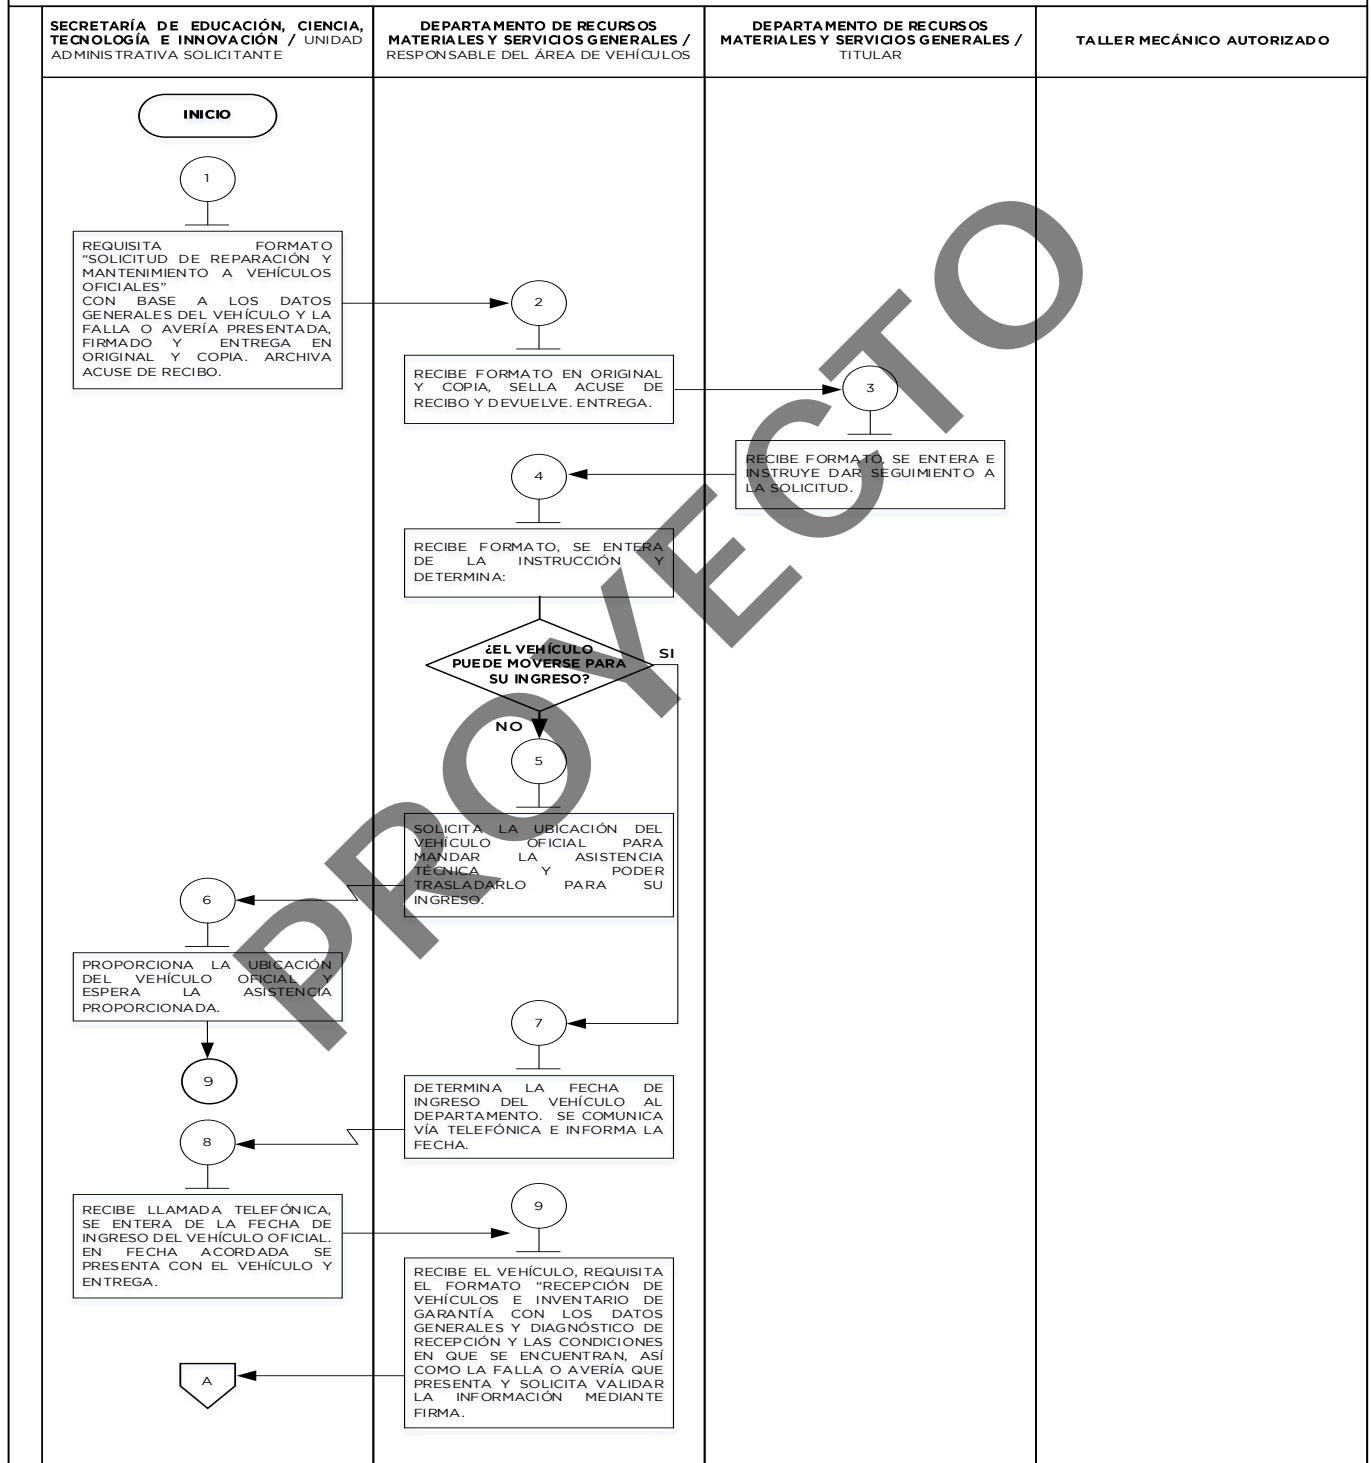 SECRETARÍA DE EDUCACIÓN, CIENCIA,
TECNOLOGÍA E INNOVACIÓN / UNIDAD
ADMINISTRATIVA SOLICITANTE
DEPARTAMENTO DE RECURSOS
MATERIALES Y SERVICIOS GENERALES /
RESPONSABLE DEL ÁREA DE VEHÍCULOS
DEPARTAMENTO DE RECURSOS
MATERIALES Y SERVICIOS GENERALES /
TITULAR
TALLER MECÁNICO AUTORIZADO
INICIO
1
REQUISITA FORMATO
“SOLICITUD DE REPARACIÓN Y
MANTENIMIENTO A VEHÍCULOS
OFICIALES”
CON BASE A LOS DATOS
GENERALES DEL VEHÍCULO Y LA
FALLA O AVERÍA PRESENTADA,
FIRMADO Y ENTREGA EN
ORIGINAL Y COPIA. ARCHIVA
ACUSE DE RECIBO.
2
RECIBE FORMATO EN ORIGINAL
Y COPIA, SELLA ACUSE DE
RECIBO Y DEVUELVE. ENTREGA.
3
RECIBE FORMATO, SE ENTERA E
INSTRUYE DAR SEGUIMIENTO A
LA SOLICITUD.
4
RECIBE FORMATO, SE ENTERA
DE LA INSTRUCCIÓN Y
DETERMINA:
¿EL VEHÍCULO
PUEDE MOVERSE PARA
SU INGRESO?
SI
NO
5
SOLICITA LA UBICACIÓN DEL
VEHÍCULO OFICIAL PARA
MANDAR LA ASISTENCIA
TÉCNICA Y PODER
TRASLADARLO PARA SU
INGRESO.
6
PROPORCIONA LA UBICACIÓN
DEL VEHÍCULO OFICIAL Y
ESPERA LA ASISTENCIA
PROPORCIONADA.
9
7
DETERMINA LA FECHA DE
INGRESO DEL VEHÍCULO AL
DEPARTAMENTO. SE COMUNICA
VÍA TELEFÓNICA E INFORMA LA
FECHA.
8
RECIBE LLAMADA TELEFÓNICA,
SE ENTERA DE LA FECHA DE
INGRESO DEL VEHÍCULO OFICIAL.
EN FECHA ACORDADA SE
PRESENTA CON EL VEHÍCULO Y
ENTREGA.
9
RECIBE EL VEHÍCULO, REQUISITA
EL FORMATO “RECEPCIÓN DE
VEHÍCULOS E INVENTARIO DE
GARANTÍA CON LOS DATOS
GENERALES Y DIAGNÓSTICO DE
RECEPCIÓN Y LAS CONDICIONES
EN QUE SE ENCUENTRAN, ASÍ
COMO LA FALLA O AVERÍA QUE
PRESENTA Y SOLICITA VALIDAR
LA INFORMACIÓN MEDIANTE
FIRMA.
A
PROYECTO